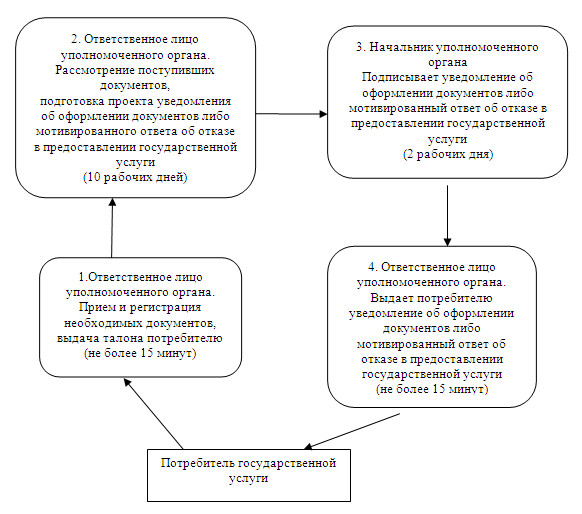 2. Ответственное лицо
уполномоченного органа.
Рассмотрение поступивших
документов,
подготовка проекта уведомления
об оформлении документов либо
мотивированного ответа об отказе
в предоставлении государственной
услуги
(10 рабочих дней)
3. Начальник уполномоченного
органа
Подписывает уведомление об
оформлении документов либо
мотивированный ответ об отказе в
предоставлении государственной
услуги
(2 рабочих дня)
1.Ответственное лицо
уполномоченного органа.
Прием и регистрация
необходимых документов,
выдача талона потребителю
(не более 15 минут)
4. Ответственное лицо
уполномоченного органа.
Выдает потребителю
уведомление об оформлении
документов либо
мотивированный ответ об
отказе в предоставлении
государственной услуги
(не более 15 минут)
Потребитель государственной
услуги